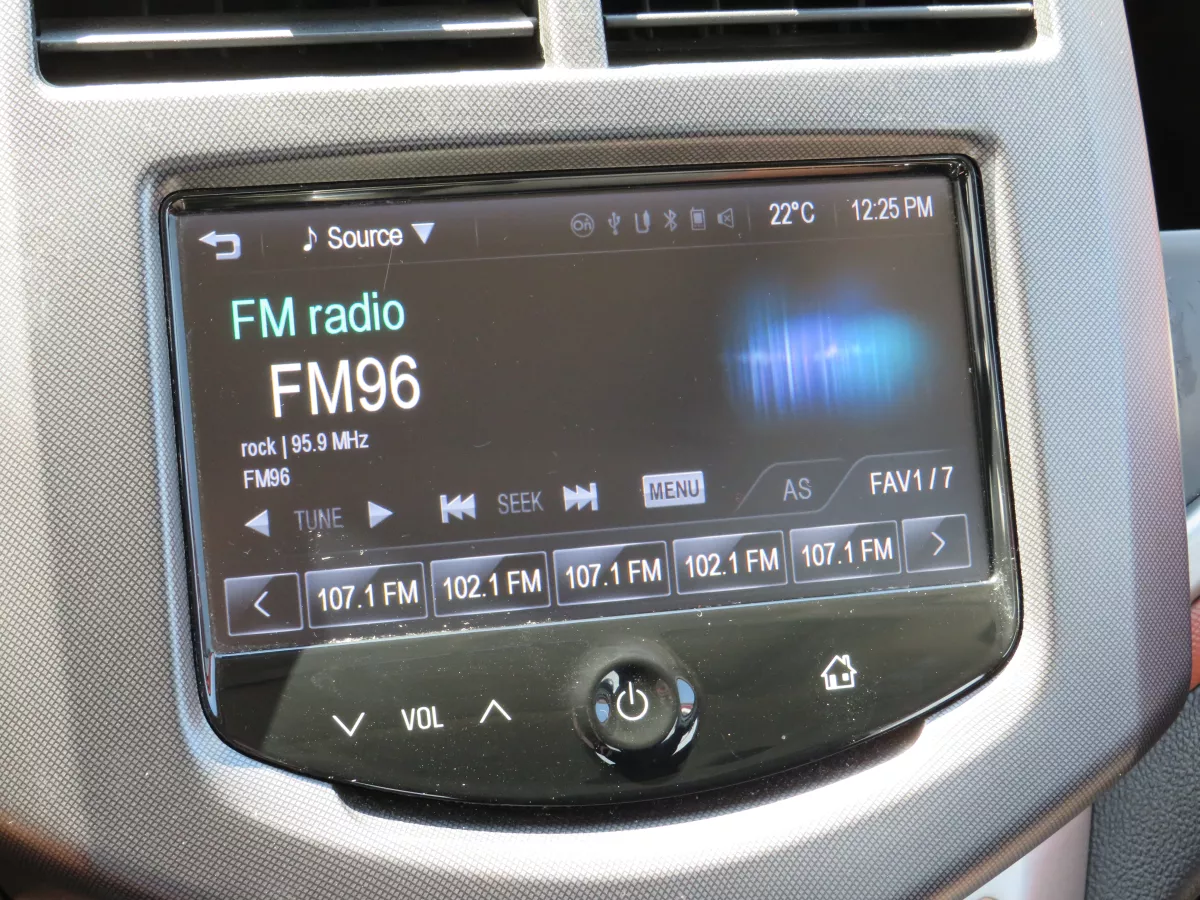 Source
on
22°C
12:25 PM
FM radio
FM96
rock | 95.9 MHz
FM96
TUNE
SEEK
MENU
AS
FAV1 / 7
107.1 FM
102.1 FM
107.1 FM
102.1 FM
107.1 FM
VOL